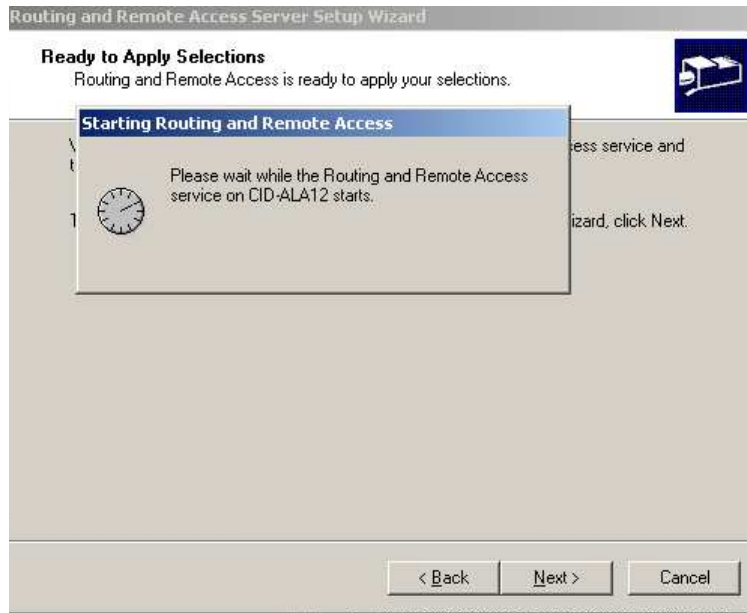 Routing and Remote Access Server Setup Wizard
Ready to Apply Selections
Routing and Remote Access is ready to apply your selections.
Starting Routing and Remote Access
service and
Please wait while the Routing and Remote Access
service on CID-ALA12 starts.
click Next.
< Back
Next >
Cancel